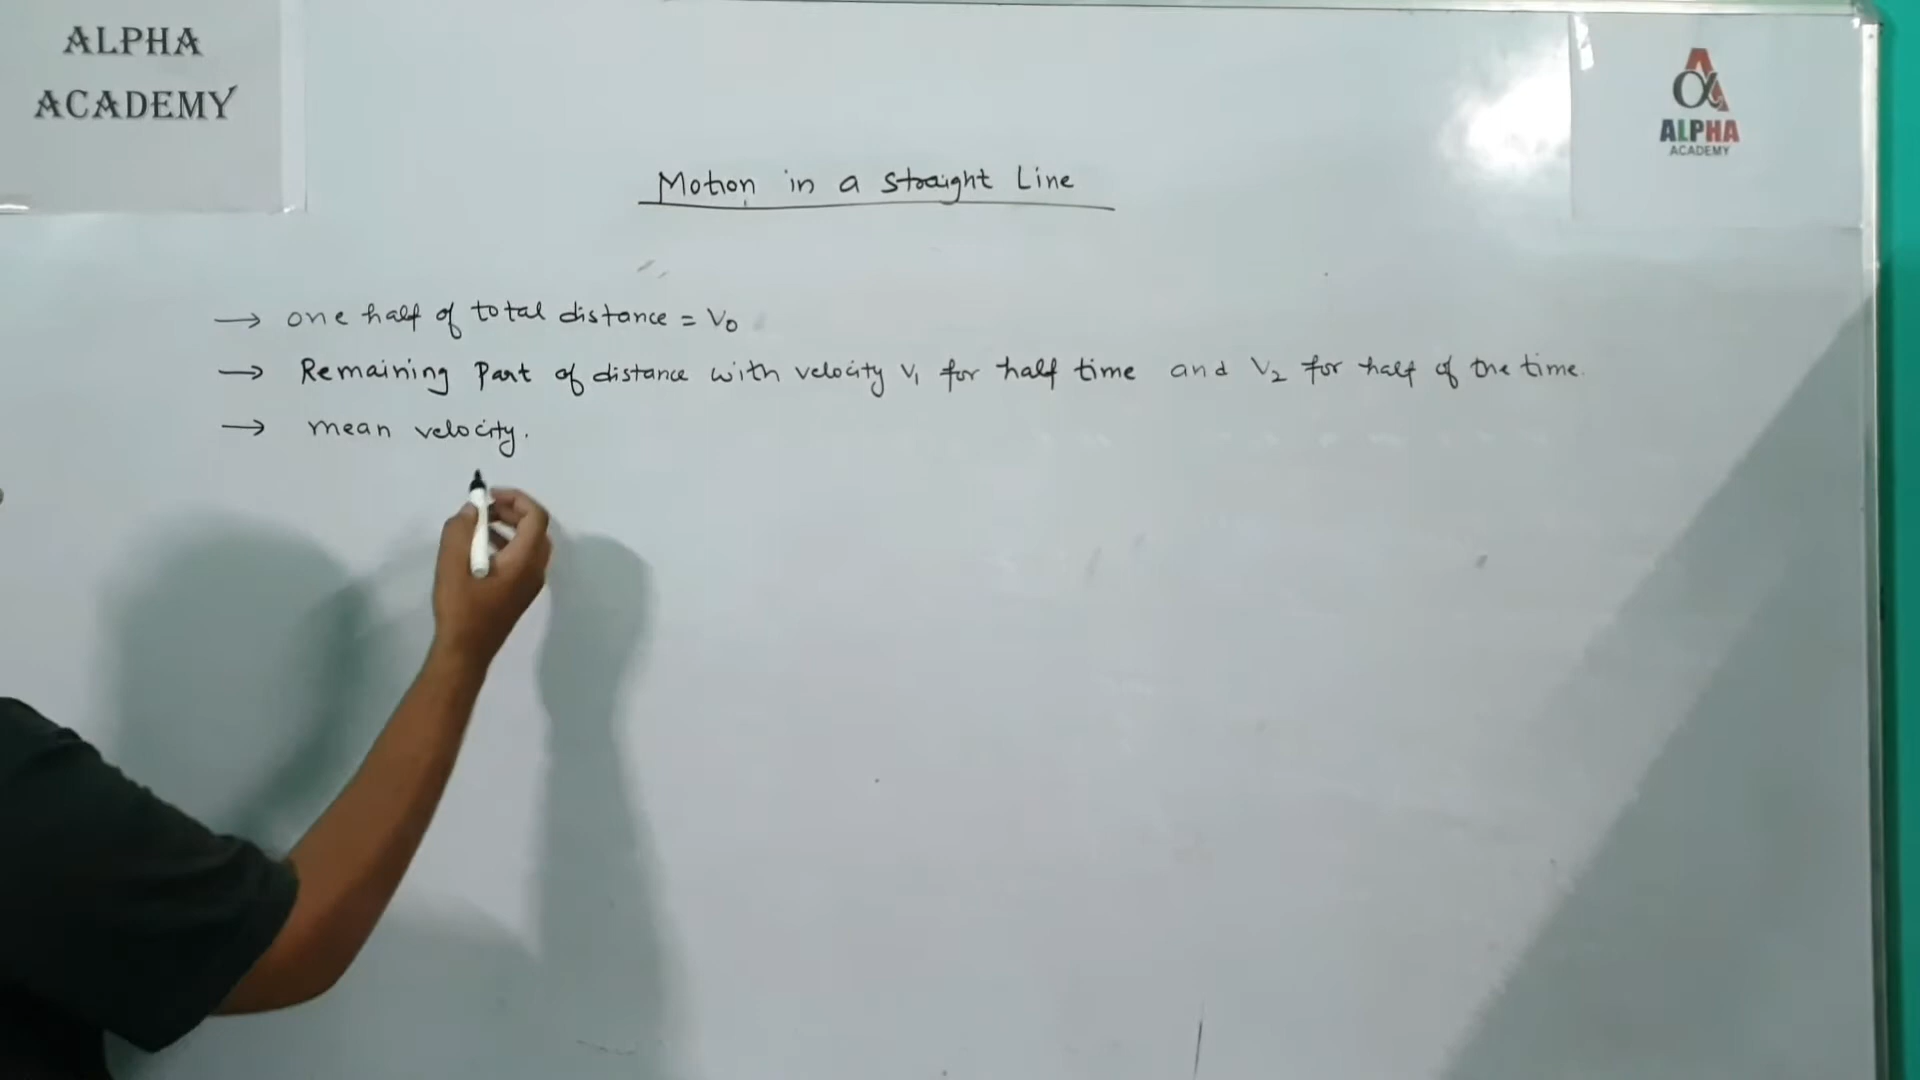 ALPHA
ACADEMY
ALPHA
ACADEMY
Motion in a straight Line
→ one half of total distance = V₀
→ Remaining Part of distance with velocity V₁ for half time and V₂ for half of the time.
→ mean velocity.